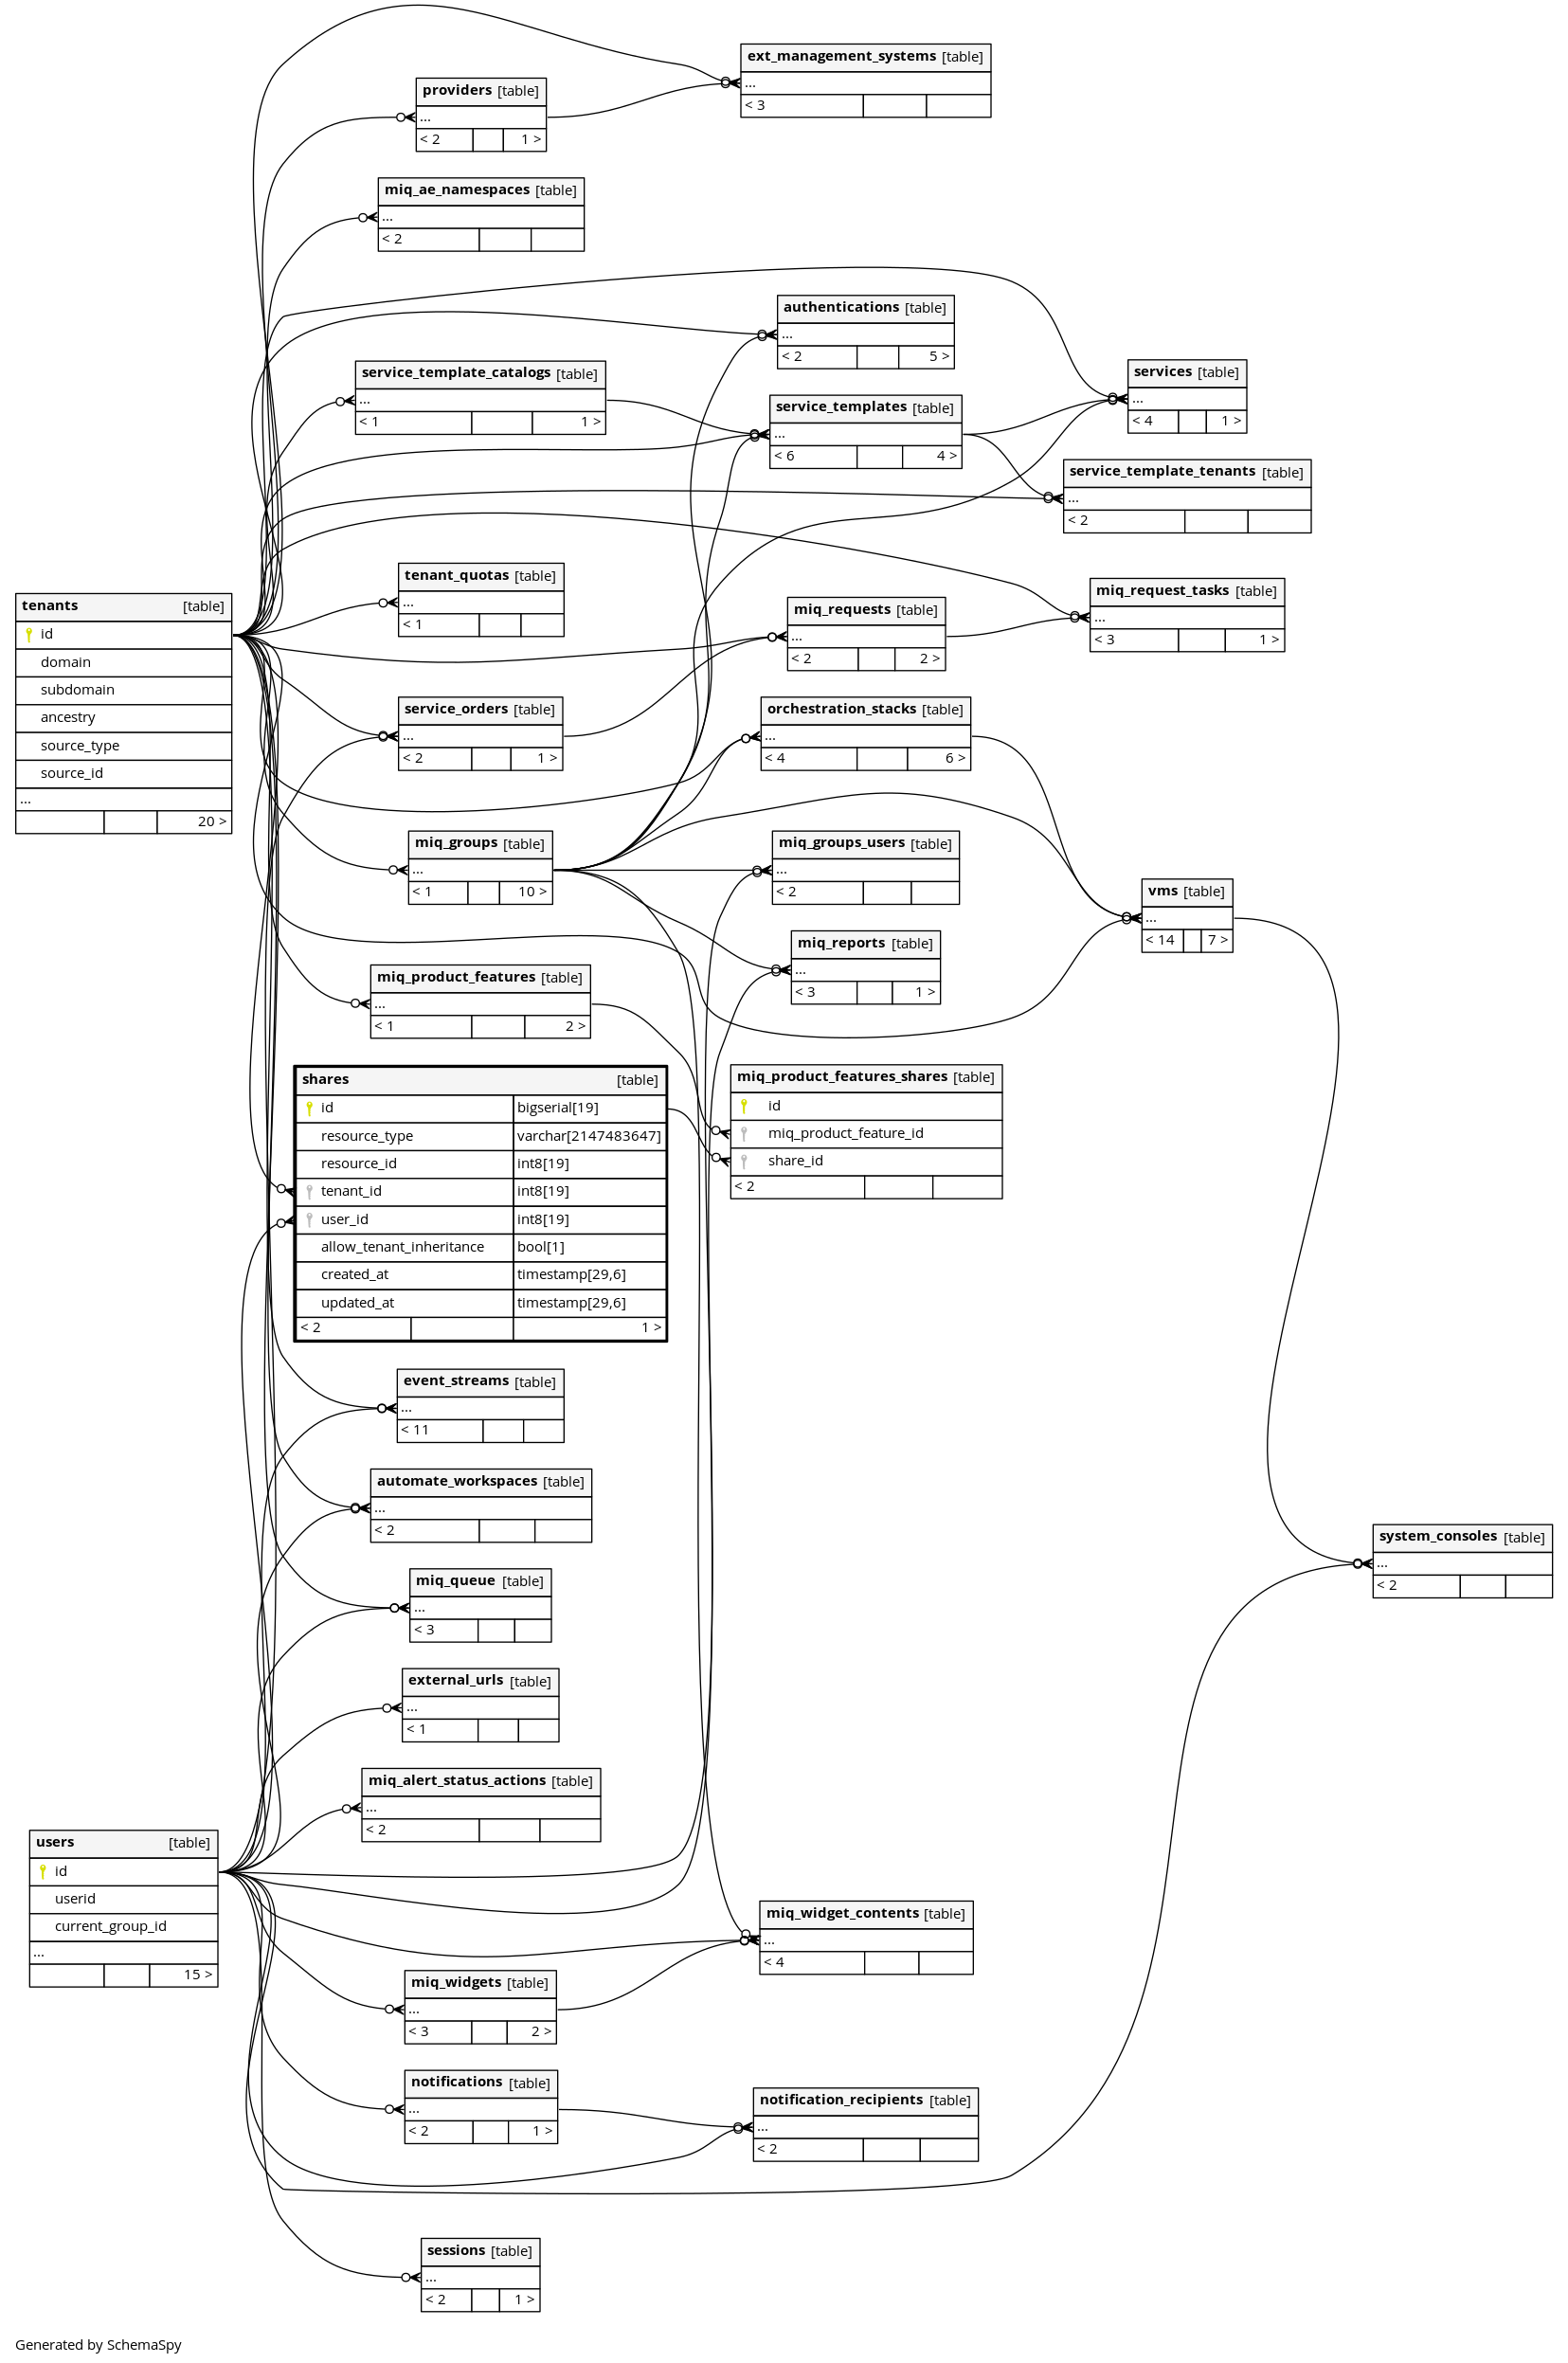 ext_management_systems [table]
...
< 3
providers [table]
...
< 2 1 >
miq_ae_namespaces [table]
...
< 2
authentications [table]
...
< 2 5 >
service_template_catalogs [table]
...
< 1 1 >
services [table]
...
< 4 1 >
service_templates [table]
...
< 6 4 >
service_template_tenants [table]
...
< 2
tenant_quotas [table]
...
< 1
miq_request_tasks [table]
...
< 3 1 >
tenants [table]
id
domain
subdomain
ancestry
source_type
source_id
...
20 >
miq_requests [table]
...
< 2 2 >
service_orders [table]
...
< 2 1 >
orchestration_stacks [table]
...
< 4 6 >
miq_groups [table]
...
< 1 10 >
miq_groups_users [table]
...
< 2
vms [table]
...
< 14 7 >
miq_reports [table]
...
< 3 1 >
miq_product_features [table]
...
< 1 2 >
shares [table]
id bigserial[19]
resource_type varchar[2147483647]
resource_id int8[19]
tenant_id int8[19]
user_id int8[19]
allow_tenant_inheritance bool[1]
created_at timestamp[29,6]
updated_at timestamp[29,6]
< 2 1 >
miq_product_features_shares [table]
id
miq_product_feature_id
share_id
< 2
event_streams [table]
...
< 11
automate_workspaces [table]
...
< 2
system_consoles [table]
...
< 2
miq_queue [table]
...
< 3
external_urls [table]
...
< 1
miq_alert_status_actions [table]
...
< 2
users [table]
id
userid
current_group_id
...
15 >
miq_widget_contents [table]
...
< 4
miq_widgets [table]
...
< 3 2 >
notifications [table]
...
< 2 1 >
notification_recipients [table]
...
< 2
sessions [table]
...
< 2 1 >
Generated by SchemaSpy